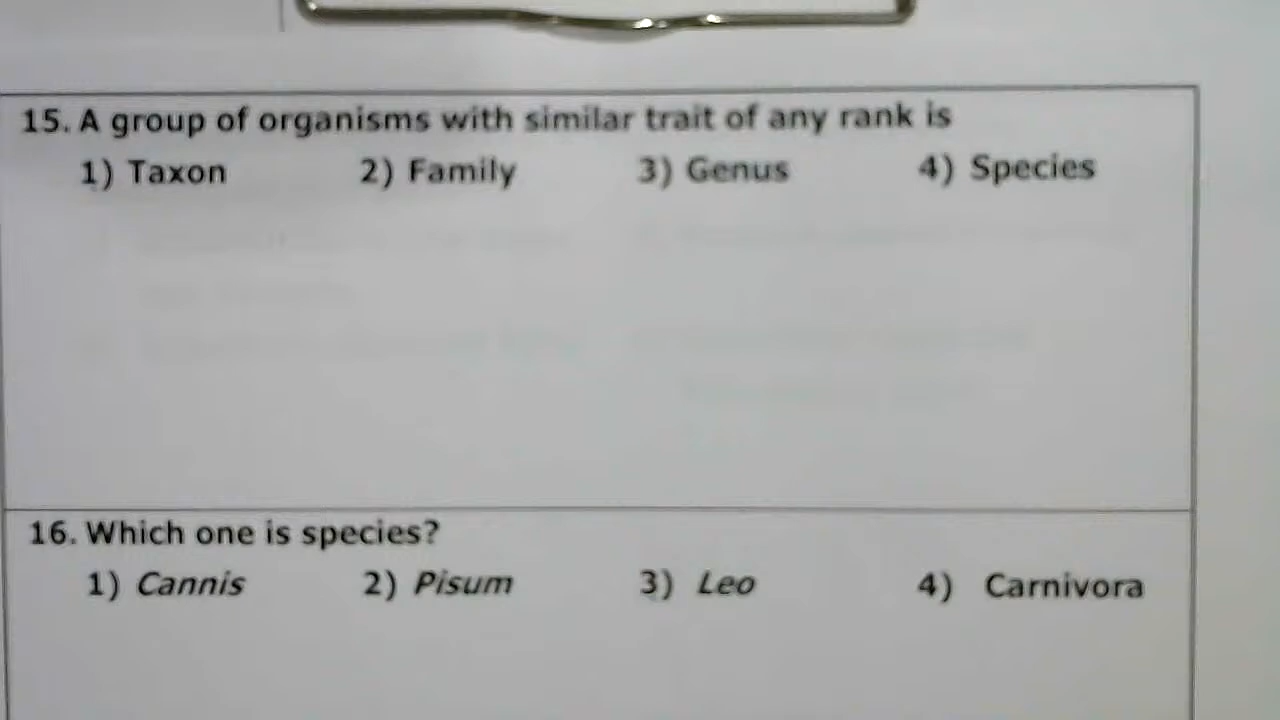 15. A group of organisms with similar trait of any rank is
1) Taxon 2) Family 3) Genus 4) Species
16. Which one is species?
1) Cannis 2) Pisum 3) Leo 4) Carnivora